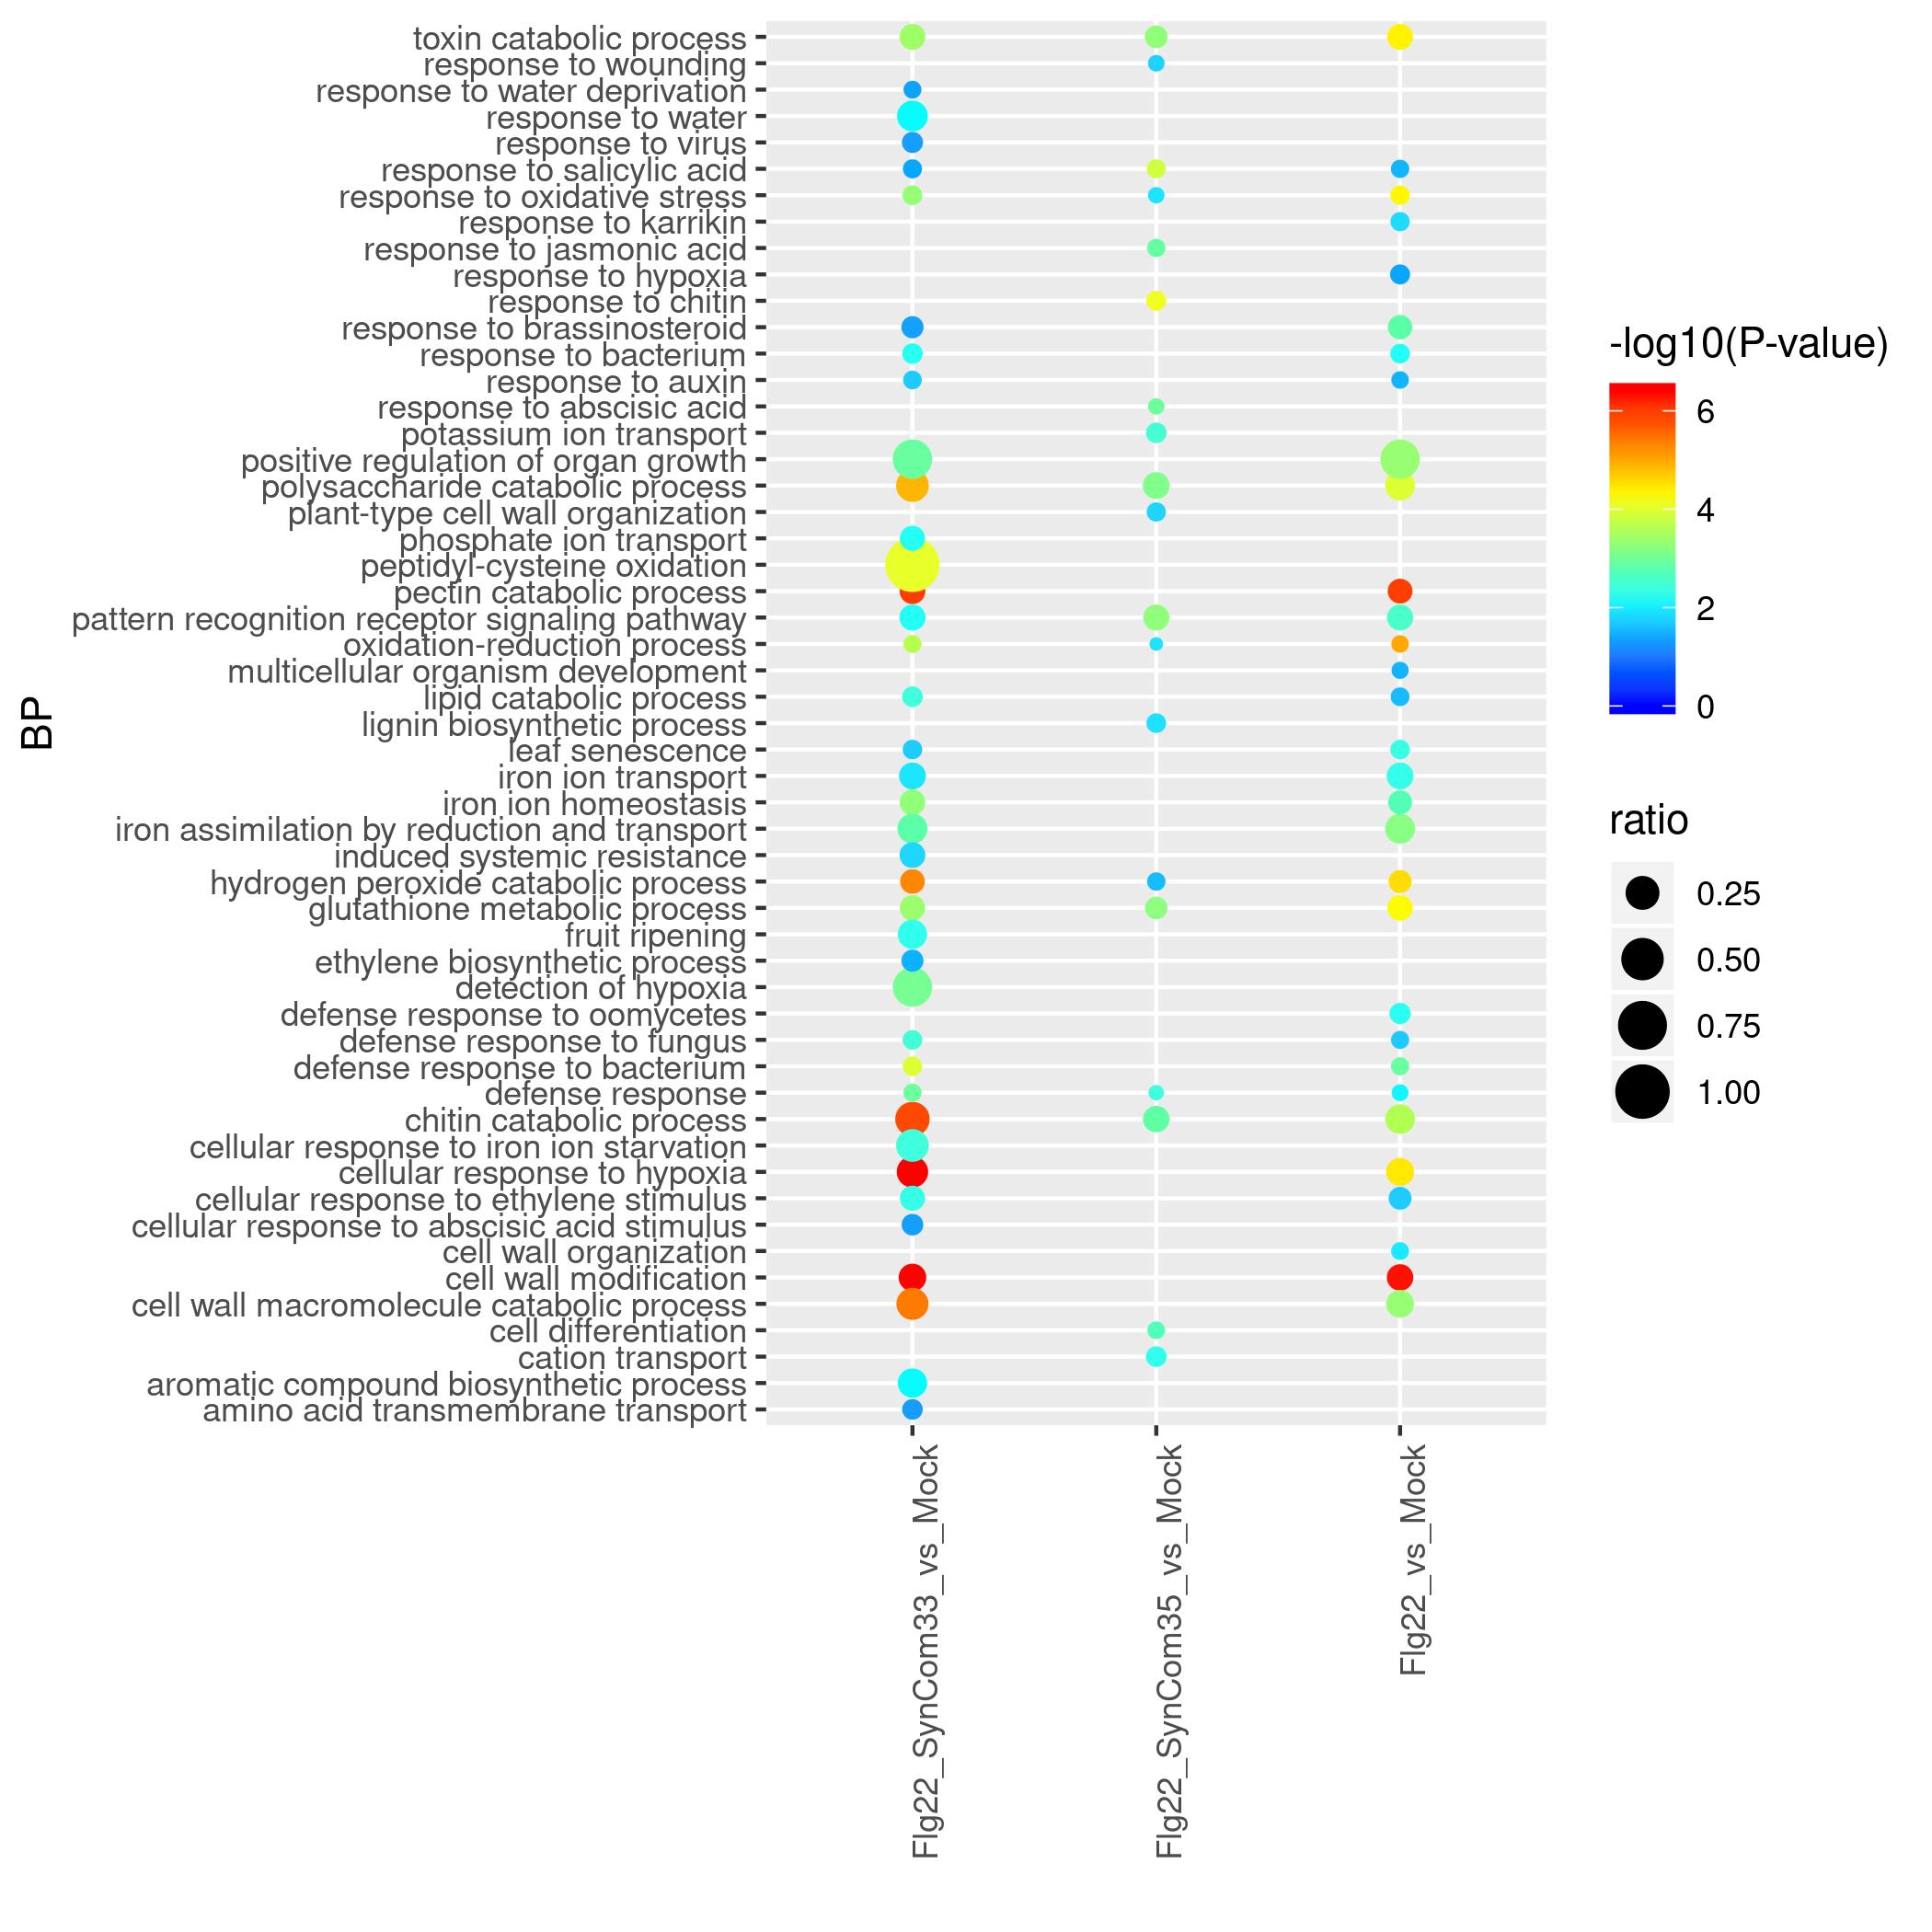 toxin catabolic process
response to wounding
response to water deprivation
response to water
response to virus
response to salicylic acid
response to oxidative stress
response to karrikin
response to jasmonic acid
response to hypoxia
response to chitin
response to brassinosteroid
response to bacterium
response to auxin
response to abscisic acid
potassium ion transport
positive regulation of organ growth
polysaccharide catabolic process
plant-type cell wall organization
phosphate ion transport
peptidyl-cysteine oxidation
pectin catabolic process
pattern recognition receptor signaling pathway
oxidation-reduction process
multicellular organism development
lipid catabolic process
lignin biosynthetic process
leaf senescence
iron ion transport
iron ion homeostasis
iron assimilation by reduction and transport
induced systemic resistance
hydrogen peroxide catabolic process
glutathione metabolic process
fruit ripening
ethylene biosynthetic process
detection of hypoxia
defense response to oomycetes
defense response to fungus
defense response to bacterium
defense response
chitin catabolic process
cellular response to iron ion starvation
cellular response to hypoxia
cellular response to ethylene stimulus
cellular response to abscisic acid stimulus
cell wall organization
cell wall modification
cell wall macromolecule catabolic process
cell differentiation
cation transport
aromatic compound biosynthetic process
amino acid transmembrane transport
BP
Flg22_SynCom33_vs_Mock
Flg22_SynCom35_vs_Mock
Flg22_vs_Mock
-log10(P-value)
6
4
2
0
ratio
0.25
0.50
0.75
1.00